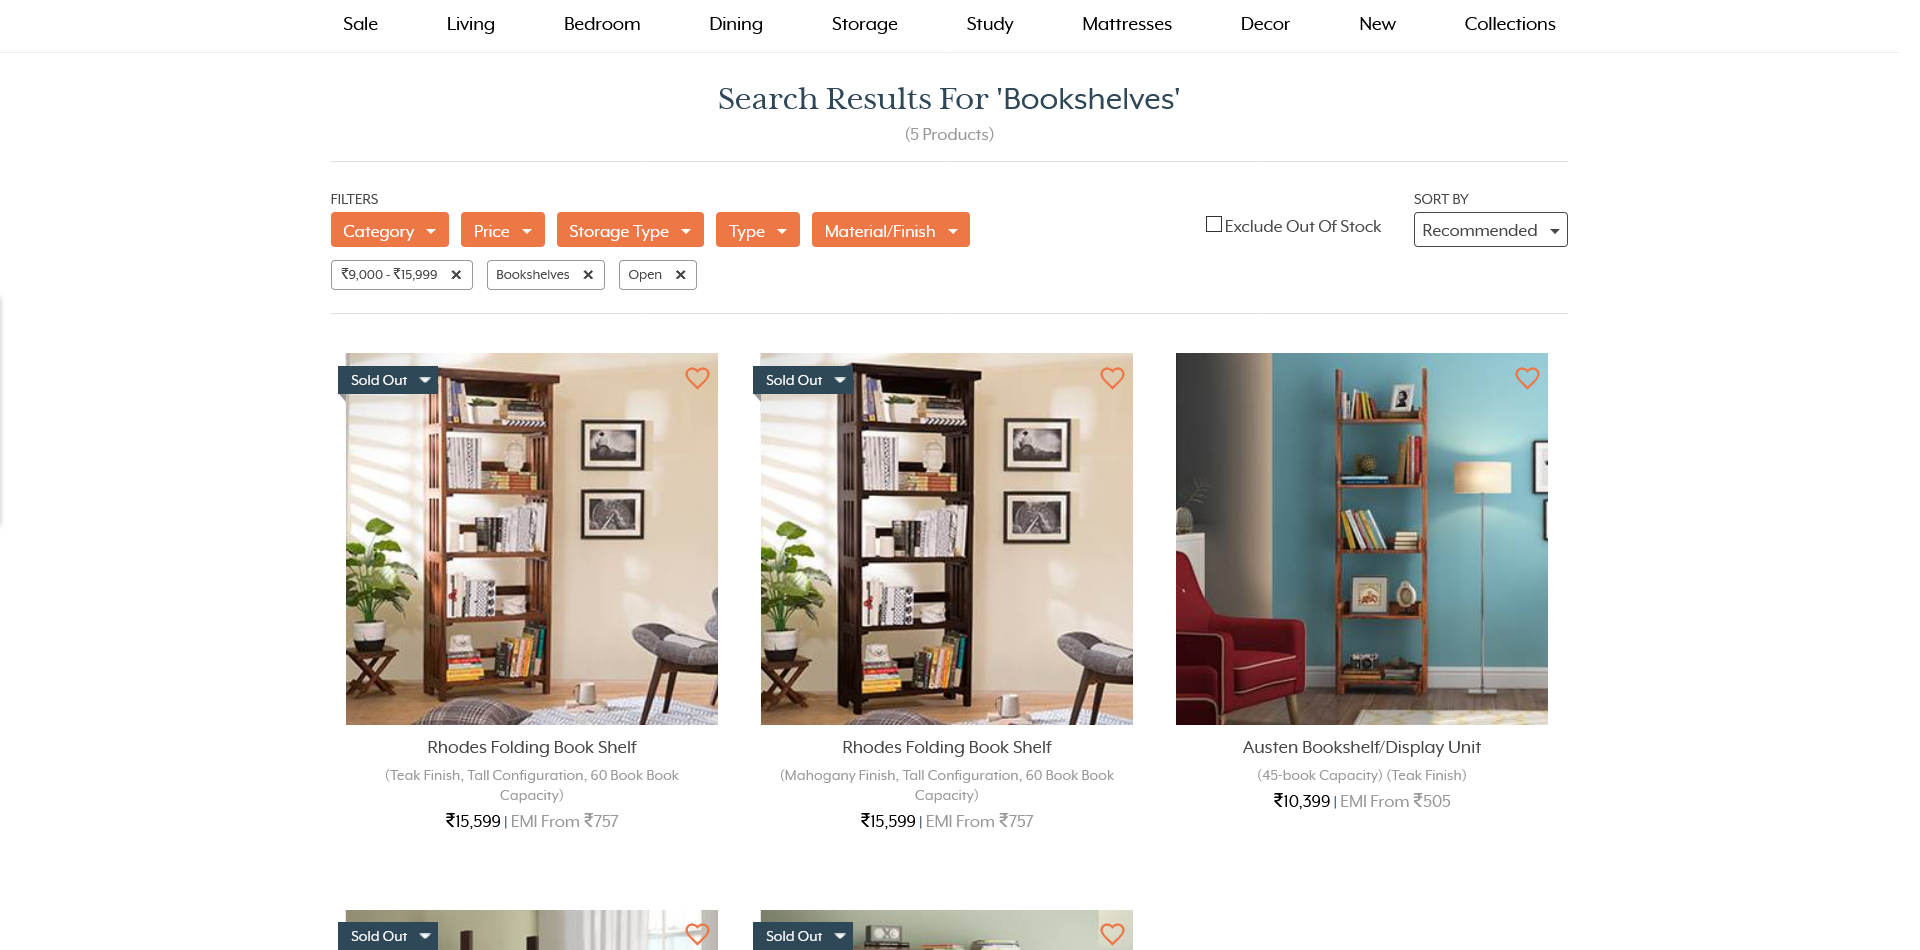 Sale Living Bedroom Dining Storage Study Mattresses Decor New Collections
Search Results For 'Bookshelves'
(5 Products)
FILTERS
SORT BY
Category Price Storage Type Type Material/Finish
Exclude Out Of Stock
Recommended
₹9,000 - ₹15,999 Bookshelves Open
Sold Out
Sold Out
Rhodes Folding Book Shelf
(Teak Finish, Tall Configuration, 60 Book Book
Capacity)
₹15,599 | EMI From ₹757
Rhodes Folding Book Shelf
(Mahogany Finish, Tall Configuration, 60 Book Book
Capacity)
₹15,599 | EMI From ₹757
Austen Bookshelf/Display Unit
(45-book Capacity) (Teak Finish)
₹10,399 | EMI From ₹505
Sold Out
Sold Out